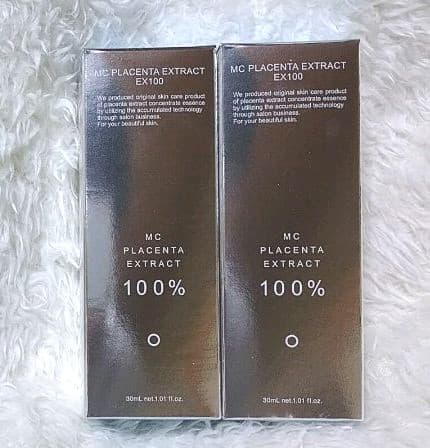 MC PLACENTA EXTRACT
EX100
We produced original skin care product
of placenta extract concentrate essence
by utilizing the accumulated technology
through salon business.
For your beautiful skin.
MC
PLACENTA
EXTRACT
100%
30mL net.1.01 fl.oz.
MC PLACENTA EXTRACT
EX100
We produced original skin care product
of placenta extract concentrate essence
by utilizing the accumulated technology
through salon business.
For your beautiful skin.
MC
PLACENTA
EXTRACT
100%
30mL net.1.01 fl.oz.